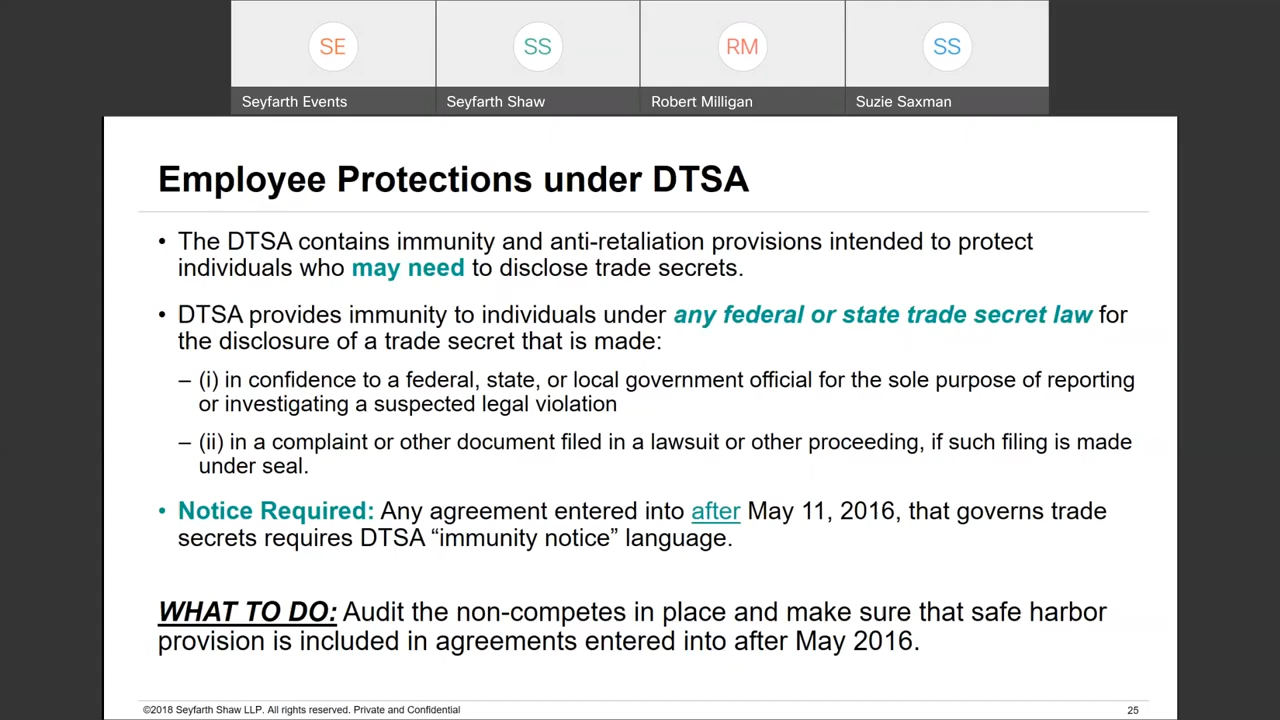 SE
SS
RM
SS
Seyfarth Events
Seyfarth Shaw
Robert Milligan
Suzie Saxman
Employee Protections under DTSA
• The DTSA contains immunity and anti-retaliation provisions intended to protect
individuals who may need to disclose trade secrets.
• DTSA provides immunity to individuals under any federal or state trade secret law for
the disclosure of a trade secret that is made:
– (i) in confidence to a federal, state, or local government official for the sole purpose of reporting
or investigating a suspected legal violation
– (ii) in a complaint or other document filed in a lawsuit or other proceeding, if such filing is made
under seal.
• Notice Required: Any agreement entered into after May 11, 2016, that governs trade
secrets requires DTSA “immunity notice” language.
WHAT TO DO: Audit the non-competes in place and make sure that safe harbor
provision is included in agreements entered into after May 2016.
©2018 Seyfarth Shaw LLP. All rights reserved. Private and Confidential
25